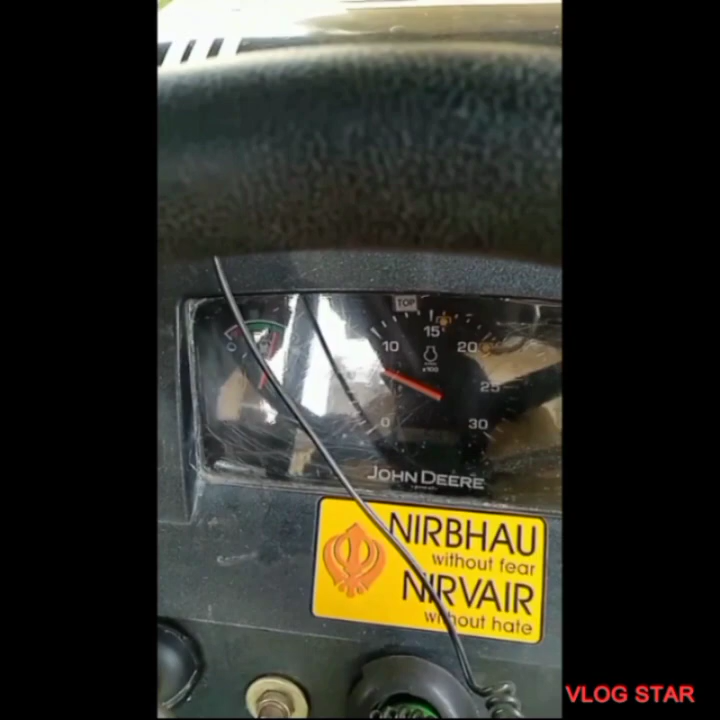 TOP
15
10
20
x100
25
0
30
JOHN DEERE
NIRBHAU
without fear
NIRVAIR
without hate
VLOG STAR